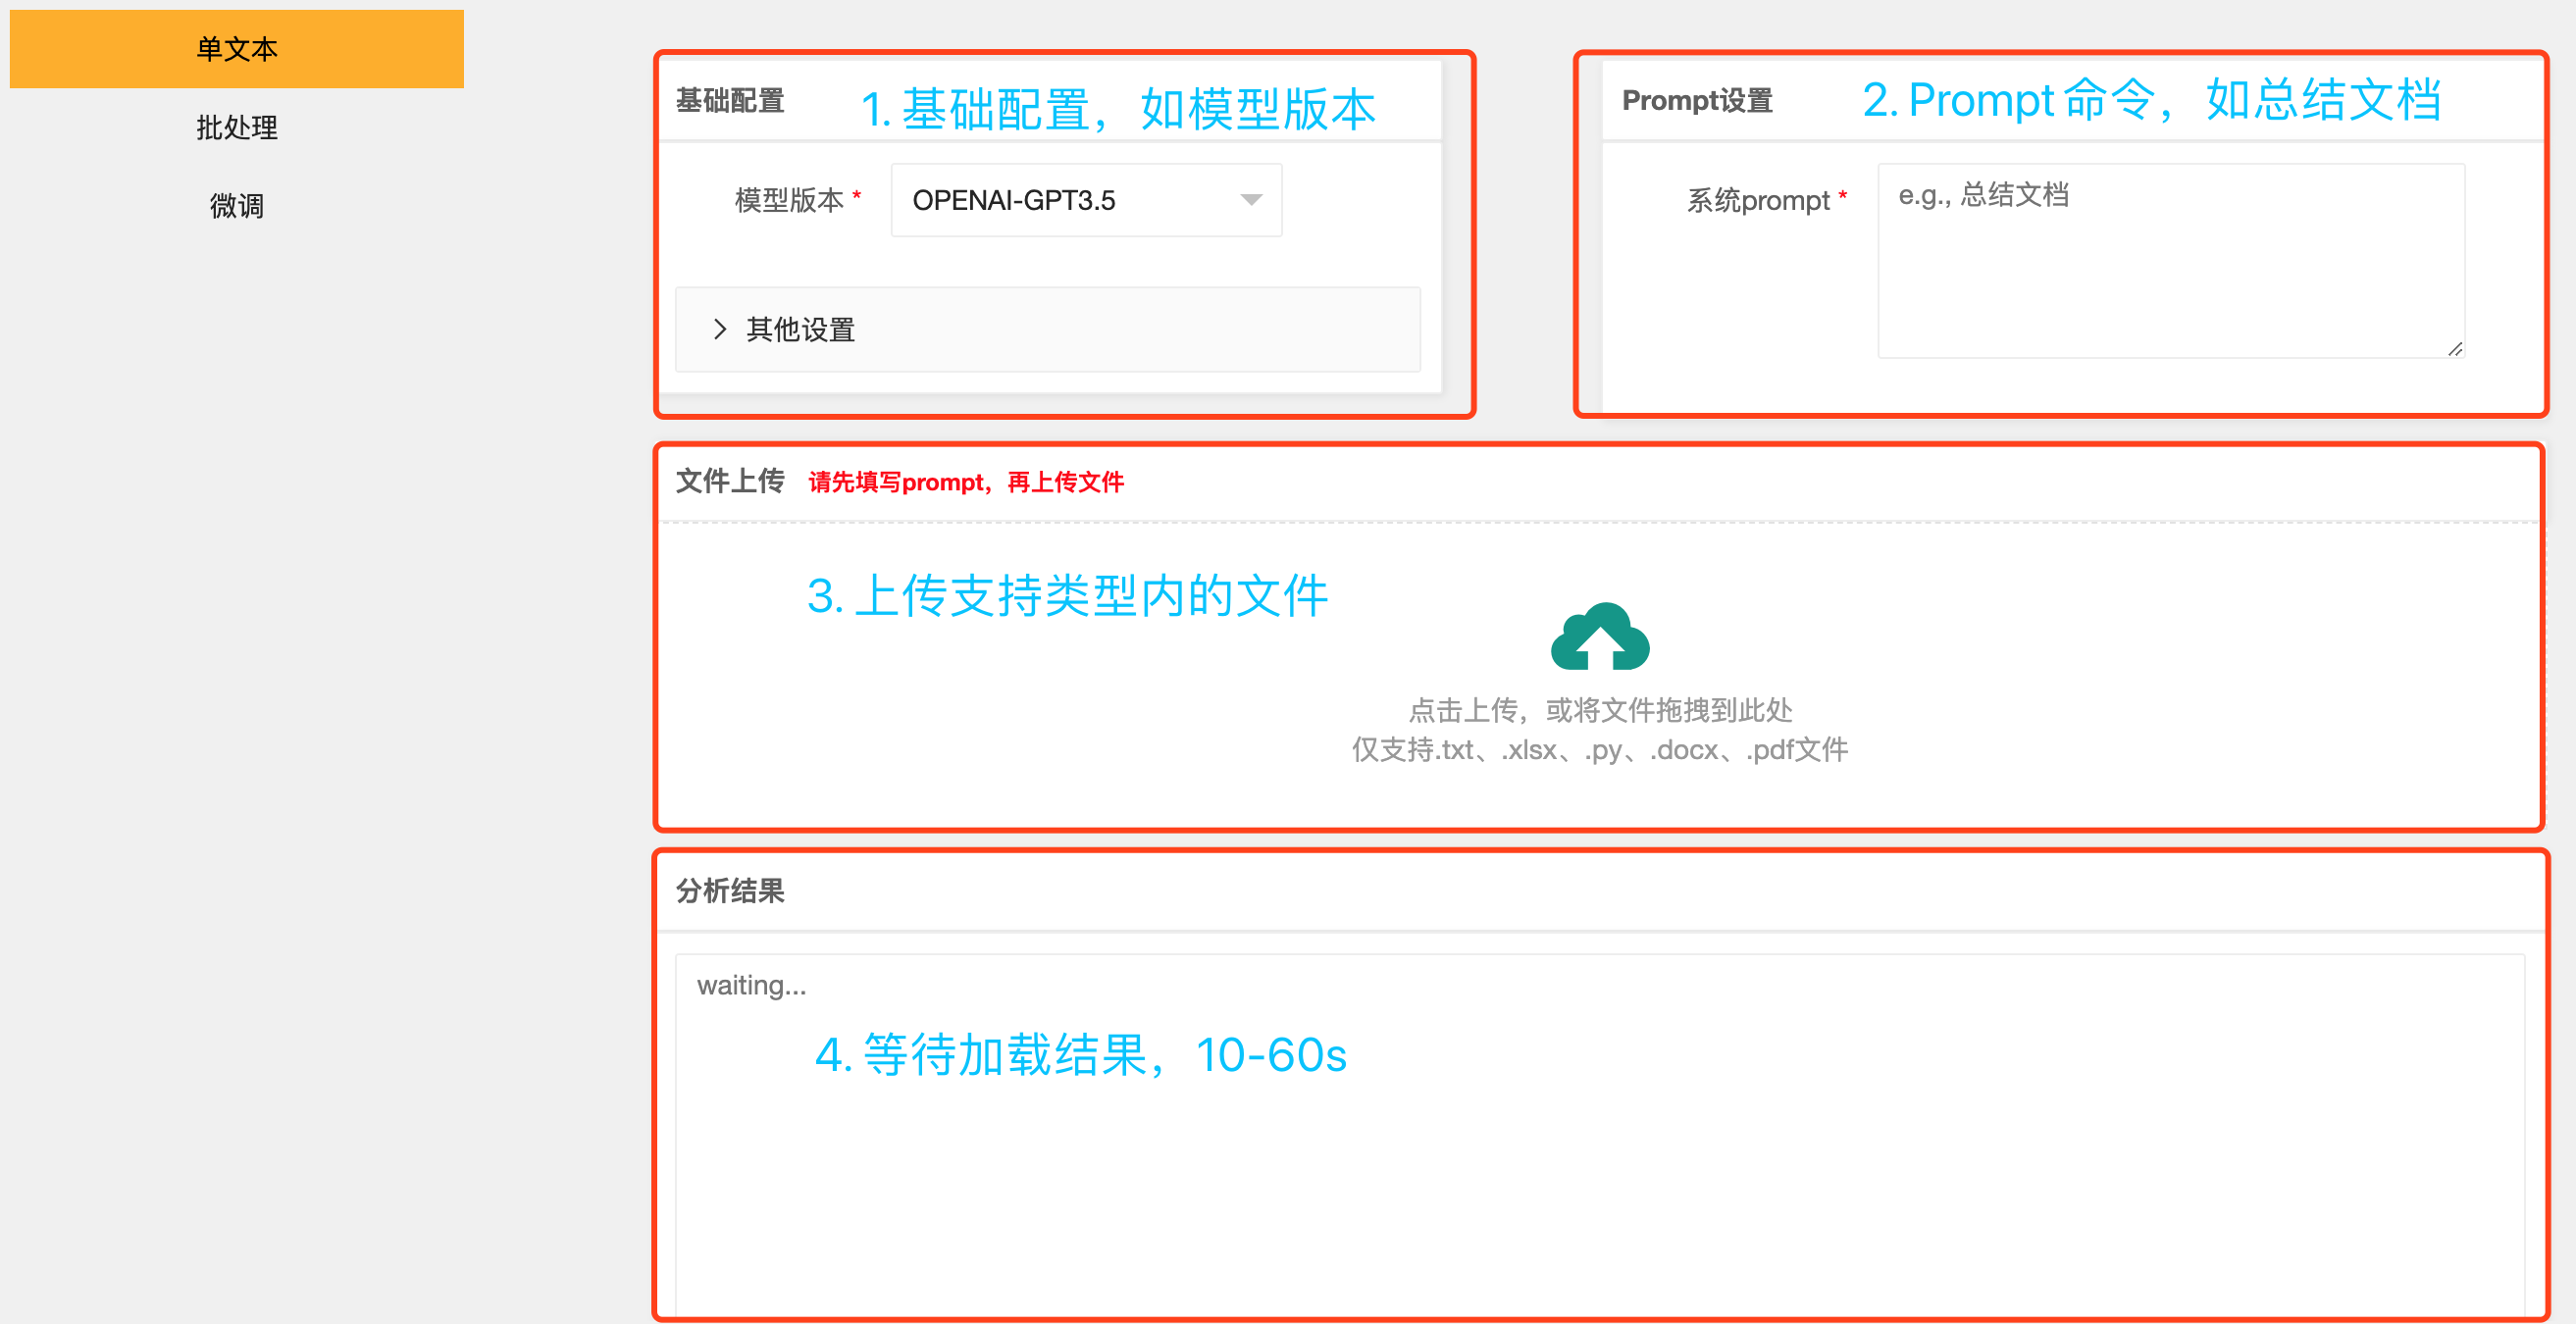 单文本
批处理
微调
基础配置
1. 基础配置，如模型版本
模型版本 *
OPENAI-GPT3.5
其他设置
Prompt设置
2. Prompt 命令，如总结文档
系统prompt *
e.g., 总结文档
文件上传 请先填写prompt，再上传文件
3. 上传支持类型内的文件
点击上传，或将文件拖拽到此处
仅支持.txt、.xlsx、.py、.docx、.pdf文件
分析结果
waiting...
4. 等待加载结果，10-60s